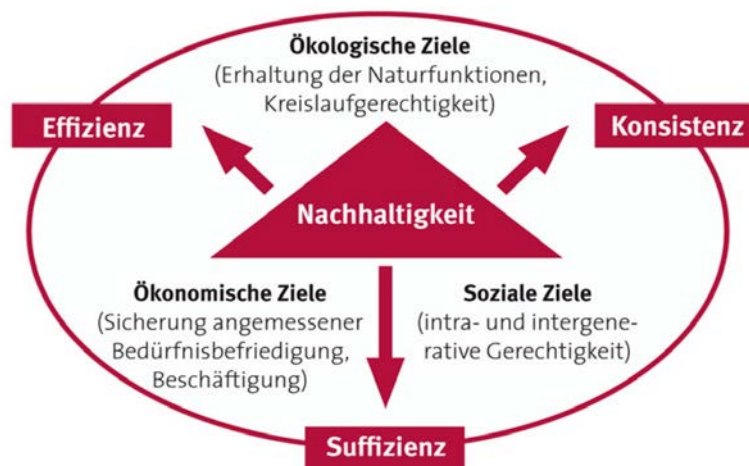 Ökologische Ziele
(Erhaltung der Naturfunktionen,
Kreislaufgerechtigkeit)
Effizienz
Konsistenz
Nachhaltigkeit
Ökonomische Ziele
(Sicherung angemessener
Bedürfnisbefriedigung,
Beschäftigung)
Soziale Ziele
(intra- und intergene-
rative Gerechtigkeit)
Suffizienz